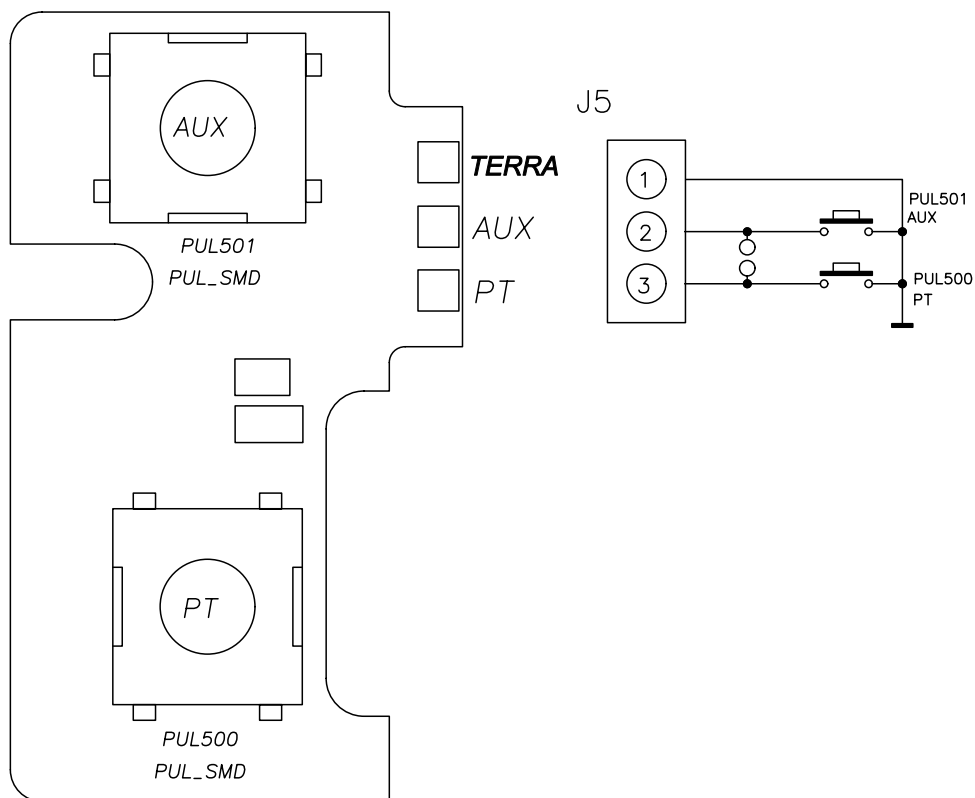 AUX
PUL501
PUL_SMD
TERRA
AUX
PT
PT
PUL500
PUL_SMD
J5
1
2
3
PUL501
AUX
PUL500
PT